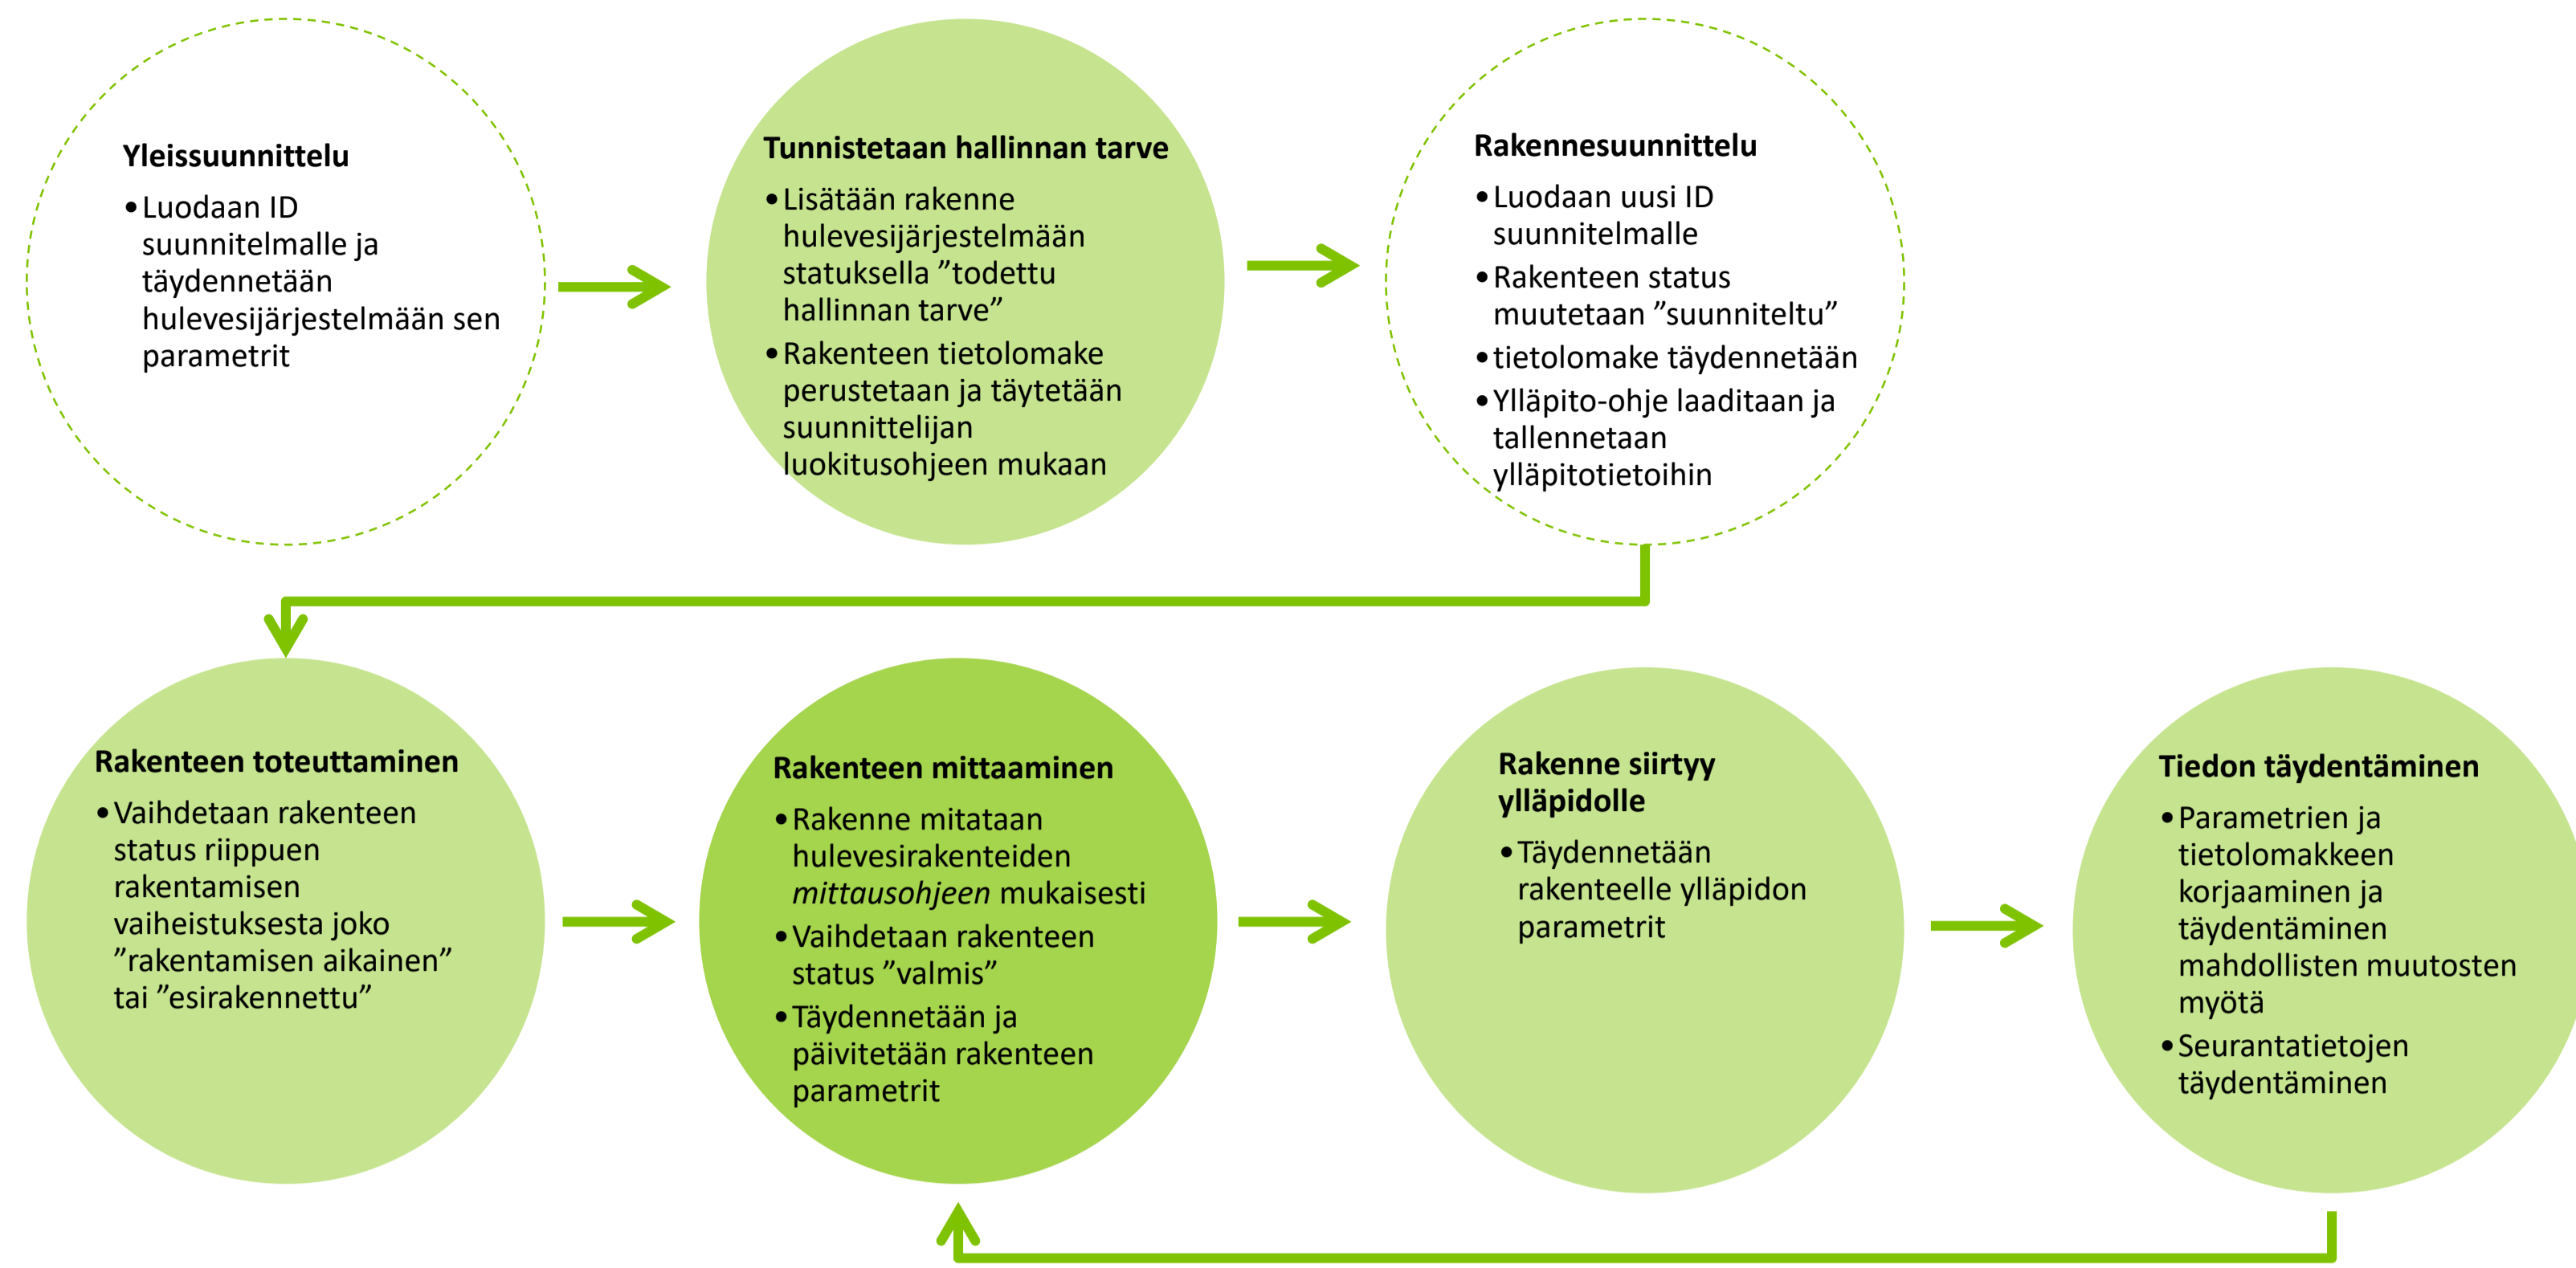 Yleissuunnittelu
•Luodaan ID
suunnitelmalle ja
täydennetään
hulevesijärjestelmään sen
parametrit
Tunnistetaan hallinnan tarve
•Lisätään rakenne
hulevesijärjestelmään
statuksella ”todettu
hallinnan tarve”
•Rakenteen tietolomake
perustetaan ja täytetään
suunnittelijan
luokitusohjeen mukaan
Rakennesuunnittelu
•Luodaan uusi ID
suunnitelmalle
•Rakenteen status
muutetaan ”suunniteltu”
•tietolomake täydennetään
•Ylläpito-ohje laaditaan ja
tallennetaan
ylläpitotietoihin
Rakenteen toteuttaminen
•Vaihdetaan rakenteen
status riippuen
rakentamisen
vaiheistuksesta joko
”rakentamisen aikainen”
tai ”esirakennettu”
Rakenteen mittaaminen
•Rakenne mitataan
hulevesirakenteiden
mittausohjeen mukaisesti
•Vaihdetaan rakenteen
status ”valmis”
•Täydennetään ja
päivitetään rakenteen
parametrit
Rakenne siirtyy
ylläpidolle
•Täydennetään
rakenteelle ylläpidon
parametrit
Tiedon täydentäminen
•Parametrien ja
tietolomakkeen
korjaaminen ja
täydentäminen
mahdollisten muutosten
myötä
•Seurantatietojen
täydentäminen